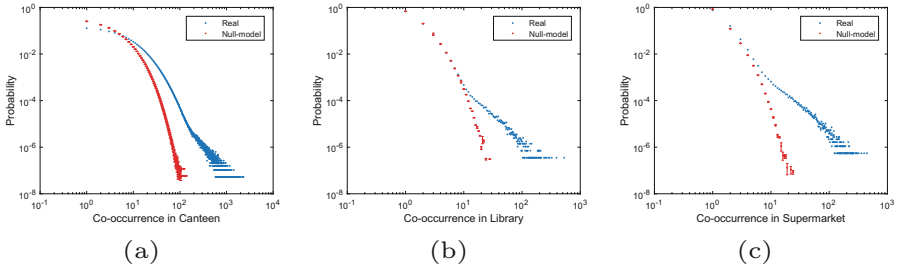 Real
Null-model
Probability
10^0
10^-2
10^-4
10^-6
10^-8
10^-1
10^0
10^1
10^2
10^3
10^4
Co-occurrence in Canteen
(a)
Real
Null-model
Probability
10^0
10^-2
10^-4
10^-6
10^-8
10^-1
10^0
10^1
10^2
10^3
Co-occurrence in Library
(b)
Real
Null-model
Probability
10^0
10^-2
10^-4
10^-6
10^-8
10^-1
10^0
10^1
10^2
10^3
Co-occurrence in Supermarket
(c)